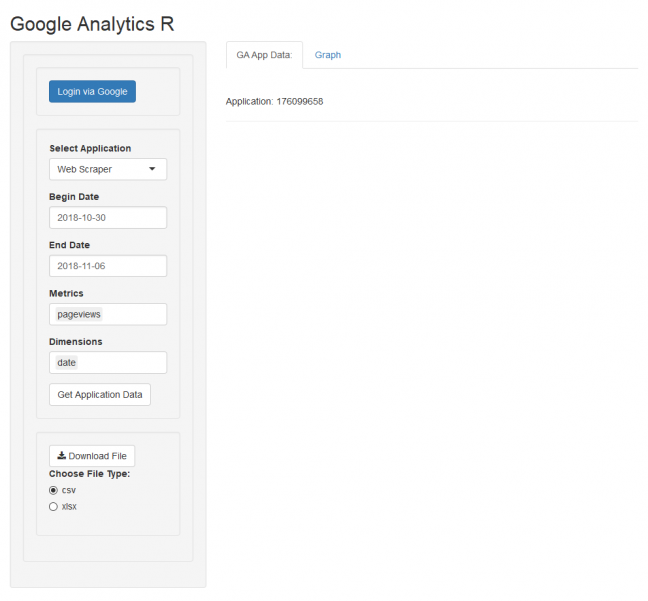 Google Analytics R
Login via Google
Select Application
Web Scraper
Begin Date
2018-10-30
End Date
2018-11-06
Metrics
pageviews
Dimensions
date
Get Application Data
Download File
Choose File Type:
csv
xlsx
GA App Data: Graph
Application: 176099658